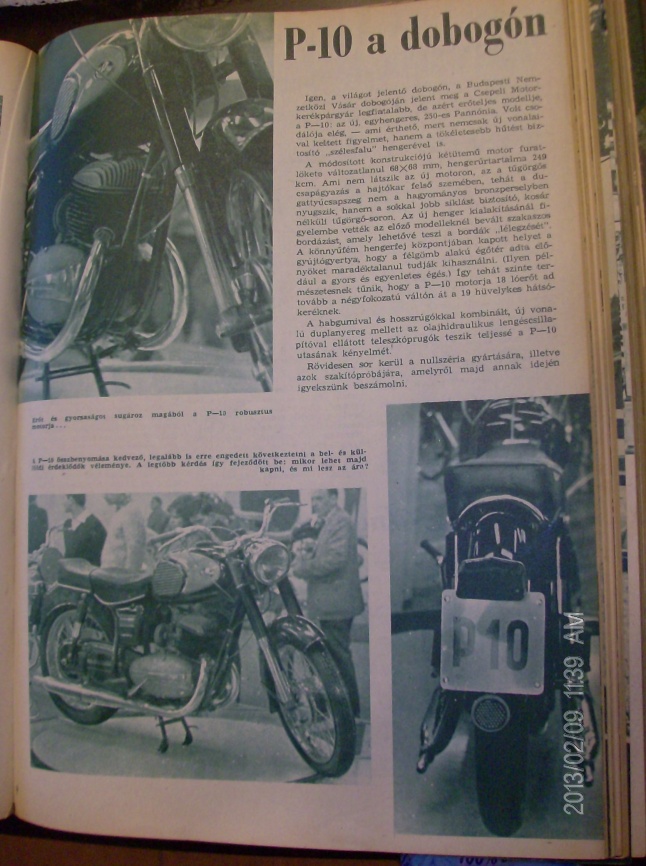 P-10 a dobogón
Igen, a világot jelentő dobogón, a Budapesti Nem-
zetközi Vásár dobogóján jelent meg a Csepeli Motor-
kerékpárgyár legfiatalabb, de azért erőteljes modellje,
a P—10: az új, egyhengeres, 250-es Pannónia. Volt cso-
dálója elég, — ami érthető, mert nemcsak új vonalai-
val keltett figyelmet, hanem a tökéletesebb hűtést biz-
tosító „szélesfalu" hengerével is.
A módosított konstrukciójú kétütemű motor furat-
lökete változatlanul 68×68 mm, hengerűrtartalma 249
kcm. Ami nem látszik az új motoron, az a tűgörgős
csapágyazás a hajtókar felső szemében, tehát a du-
gattyúcsapszeg nem a hagyományos bronzperselyben
nyugszik, hanem a sokkal jobb siklást biztosító, kosár
nélküli tűgörgő-soron. Az új henger kialakításánál fi-
gyelembe vették az előző modelleknél bevált szakaszos
bordázást, amely lehetővé teszi a bordák „lélegzését".
A könnyűfém hengerfej központjában kapott helyet a
gyújtógyertya, hogy a félgömb alakú égőtér adta elő-
nyöket maradéktalanul tudják kihasználni. (Ilyen pél-
dául a gyors és egyenletes égés.) Így tehát szinte ter-
mészetesnek tűnik, hogy a P—10 motorja 18 lóerőt ad
tovább a négyfokozatú váltón át a 19 hüvelykes hátsó-
keréknek.
A habgumival és hosszrúgókkal kombinált, új vona-
lú duplanyereg mellett az olajhidraulikus lengéscsilla-
pítóval ellátott teleszkóprugók teszik teljessé a P—10
utasának kényelmét.
Rövidesen sor kerül a nullszéria gyártására, illetve
azok szakítópróbájára, amelyről majd annak idején
igyekszünk beszámolni.
Erőt és gyorsaságot sugároz magából a P—10 robusztus
motorja...
A P—10 összbenyomása kedvező, legalább is erre engedett következtetni a bel- és kül-
földi érdeklődők véleménye. A legtöbb kérdés így fejeződött be: mikor lehet majd
kapni, és mi lesz az ára?
P 10
2013/02/09 11:39 AM